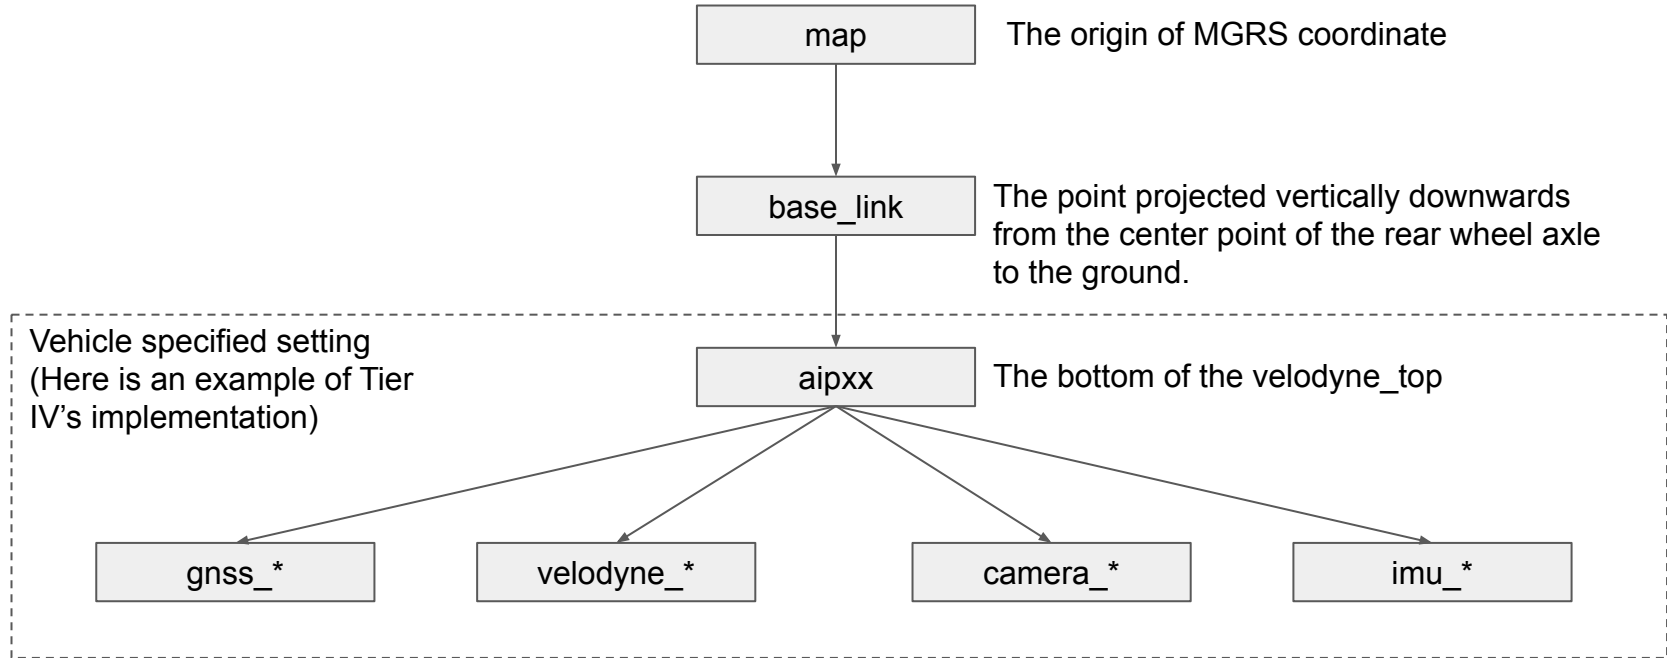 map
The origin of MGRS coordinate
base_link
The point projected vertically downwards
from the center point of the rear wheel axle
to the ground.
Vehicle specified setting
(Here is an example of Tier
IV’s implementation)
aipxx
The bottom of the velodyne_top
gnss_*
velodyne_*
camera_*
imu_*